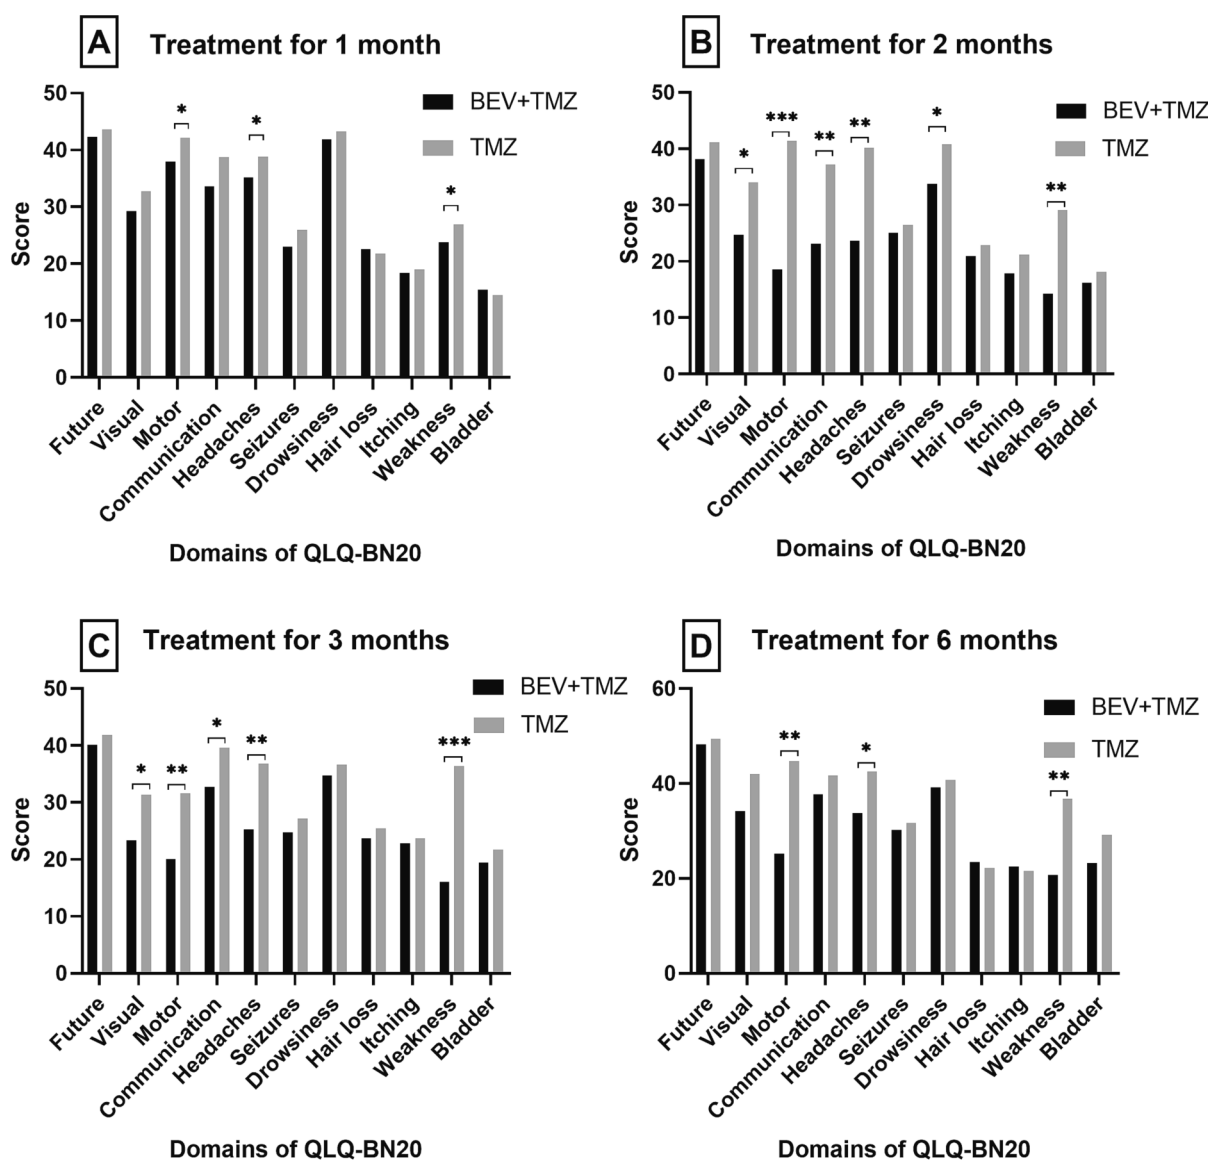 A Treatment for 1 month
BEV+TMZ
TMZ
Score
50
40
30
20
10
0
* * *
Future
Visual
Motor
Communication
Headaches
Seizures
Drowsiness
Hair loss
Itching
Weakness
Bladder
Domains of QLQ-BN20
B Treatment for 2 months
BEV+TMZ
TMZ
Score
50
40
30
20
10
0
* *** ** ** * **
Future
Visual
Motor
Communication
Headaches
Seizures
Drowsiness
Hair loss
Itching
Weakness
Bladder
Domains of QLQ-BN20
C Treatment for 3 months
BEV+TMZ
TMZ
Score
50
40
30
20
10
0
* ** * ** ***
Future
Visual
Motor
Communication
Headaches
Seizures
Drowsiness
Hair loss
Itching
Weakness
Bladder
Domains of QLQ-BN20
D Treatment for 6 months
BEV+TMZ
TMZ
Score
60
40
20
0
** * **
Future
Visual
Motor
Communication
Headaches
Seizures
Drowsiness
Hair loss
Itching
Weakness
Bladder
Domains of QLQ-BN20